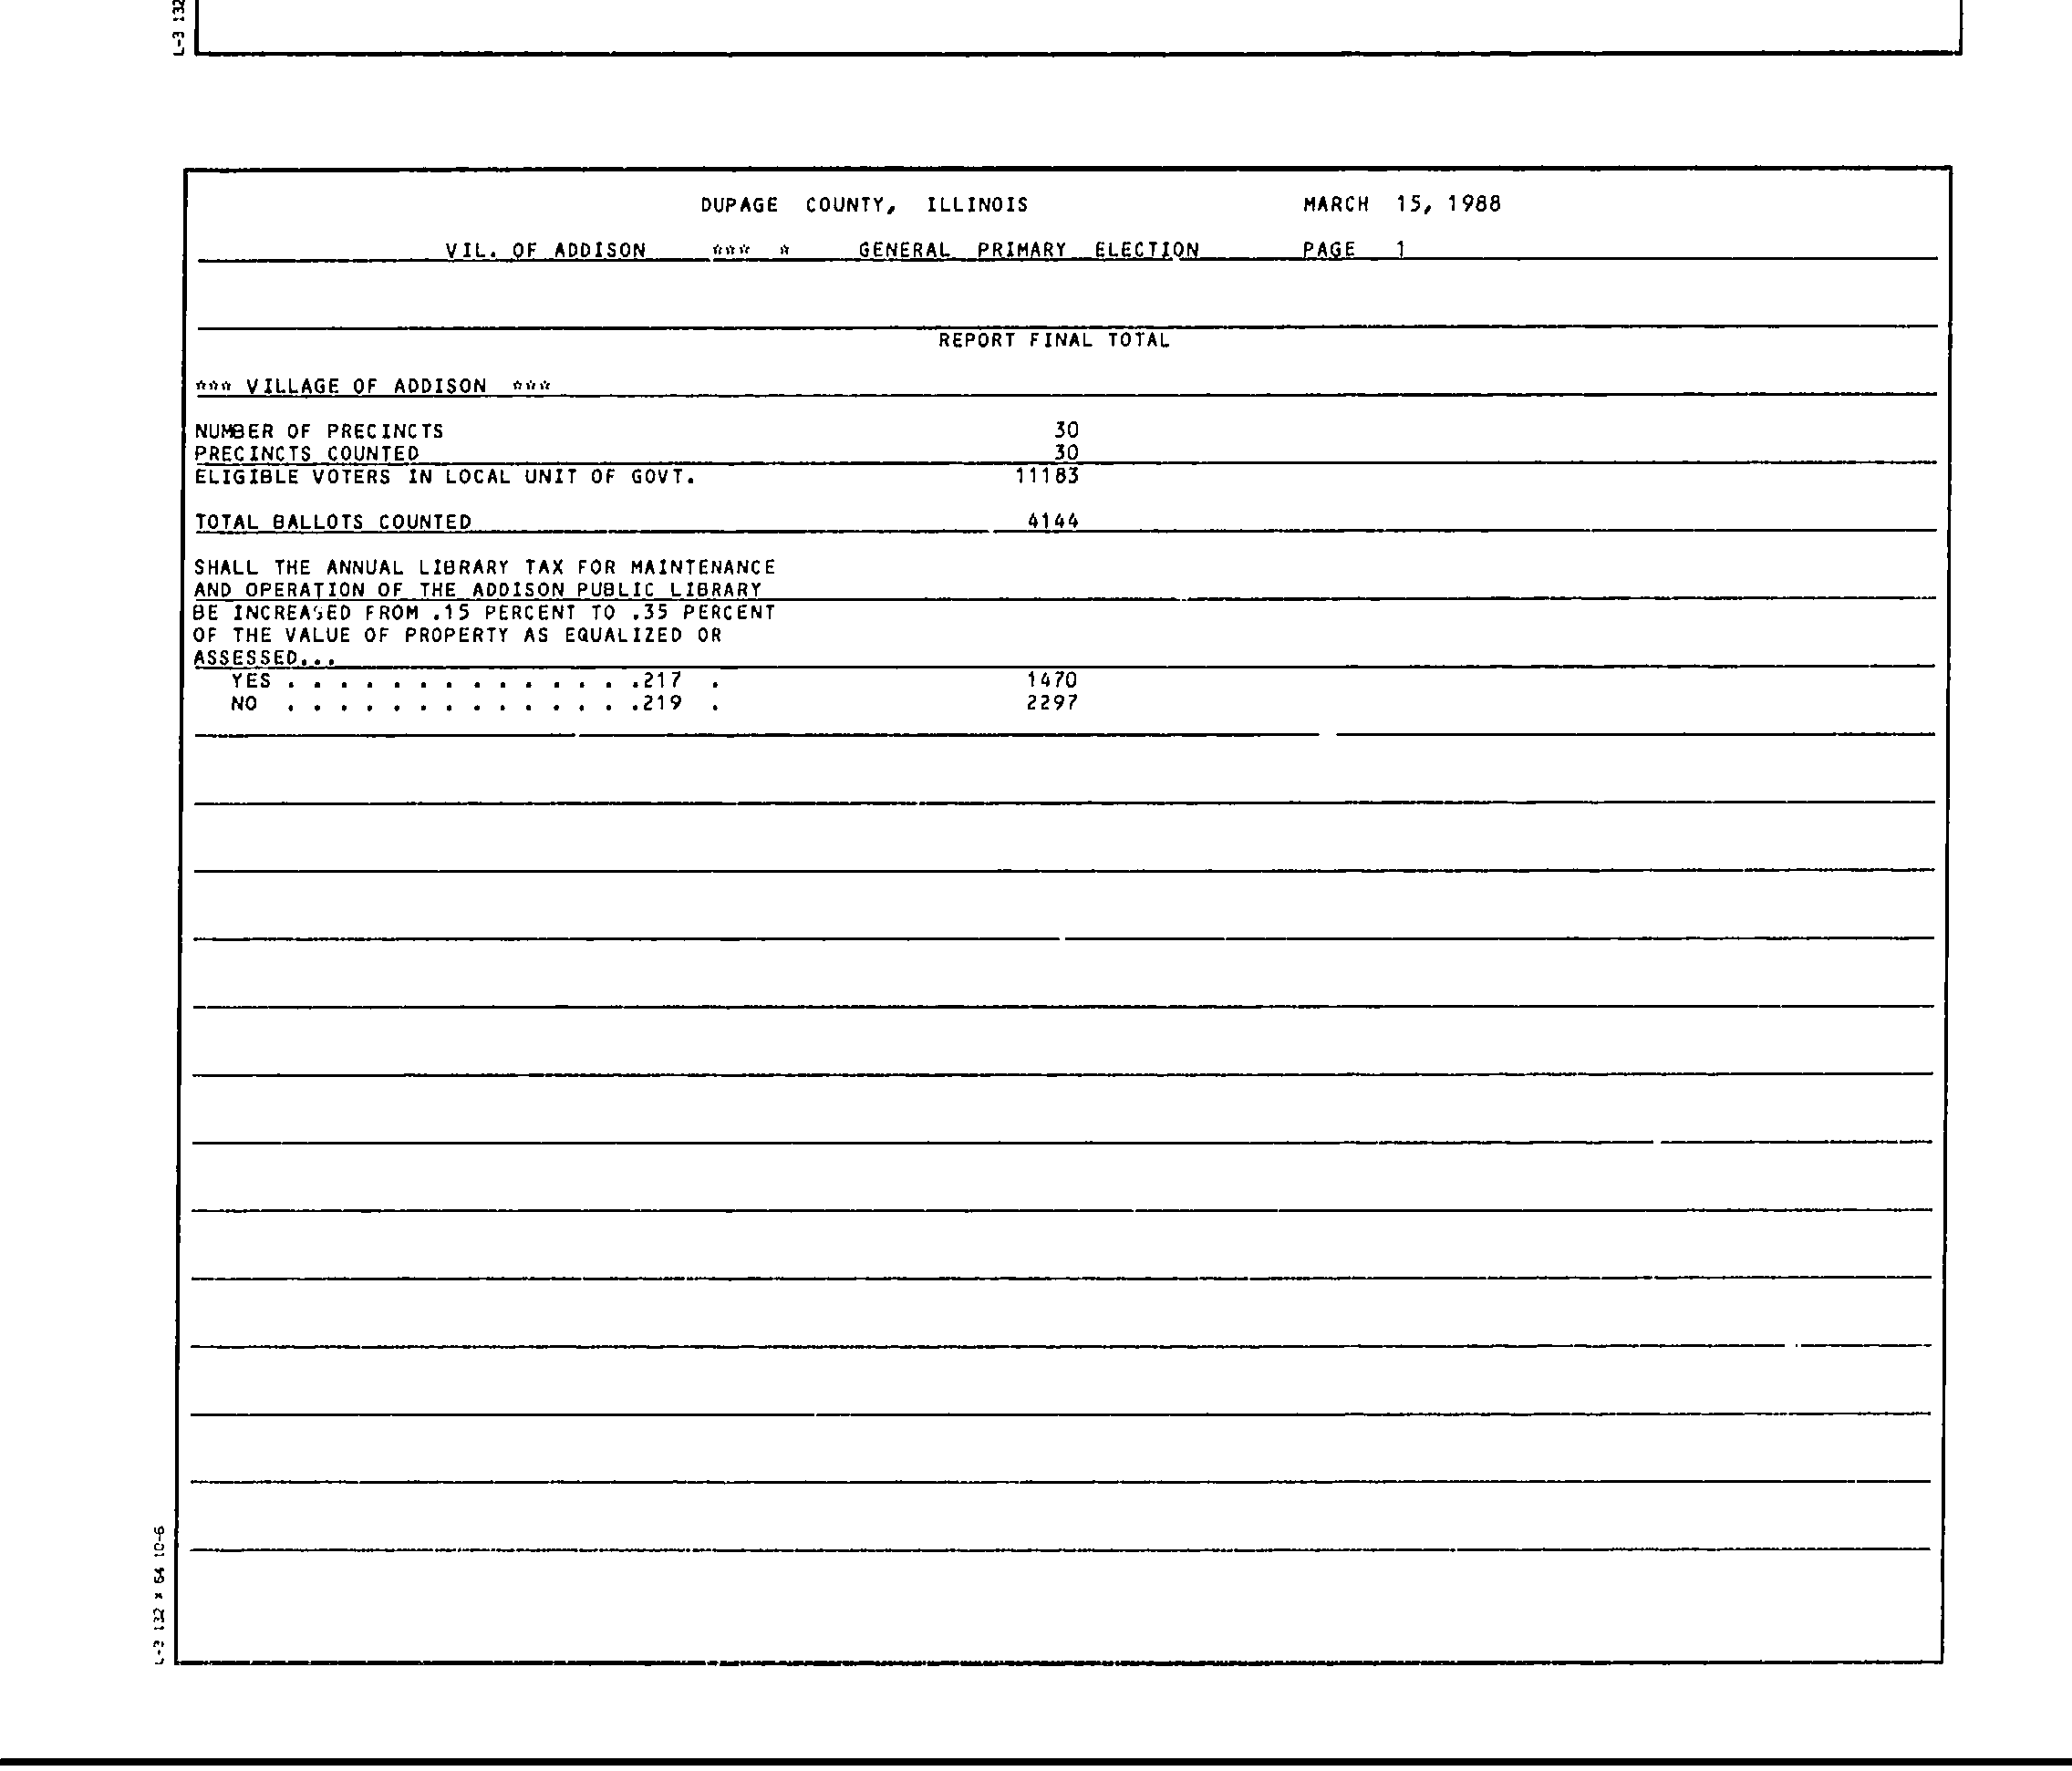 L-3 132
DUPAGE COUNTY, ILLINOIS MARCH 15, 1988
VIL. OF ADDISON *** * GENERAL PRIMARY ELECTION PAGE 1
REPORT FINAL TOTAL
*** VILLAGE OF ADDISON ***
NUMBER OF PRECINCTS 30
PRECINCTS COUNTED 30
ELIGIBLE VOTERS IN LOCAL UNIT OF GOVT. 11183
TOTAL BALLOTS COUNTED 4144
SHALL THE ANNUAL LIBRARY TAX FOR MAINTENANCE
AND OPERATION OF THE ADDISON PUBLIC LIBRARY
BE INCREASED FROM .15 PERCENT TO .35 PERCENT
OF THE VALUE OF PROPERTY AS EQUALIZED OR
ASSESSED...
YES . . . . . . . . . . . . . .217 . 1470
NO . . . . . . . . . . . . . .219 . 2297
L-3 132 x 64 10-6